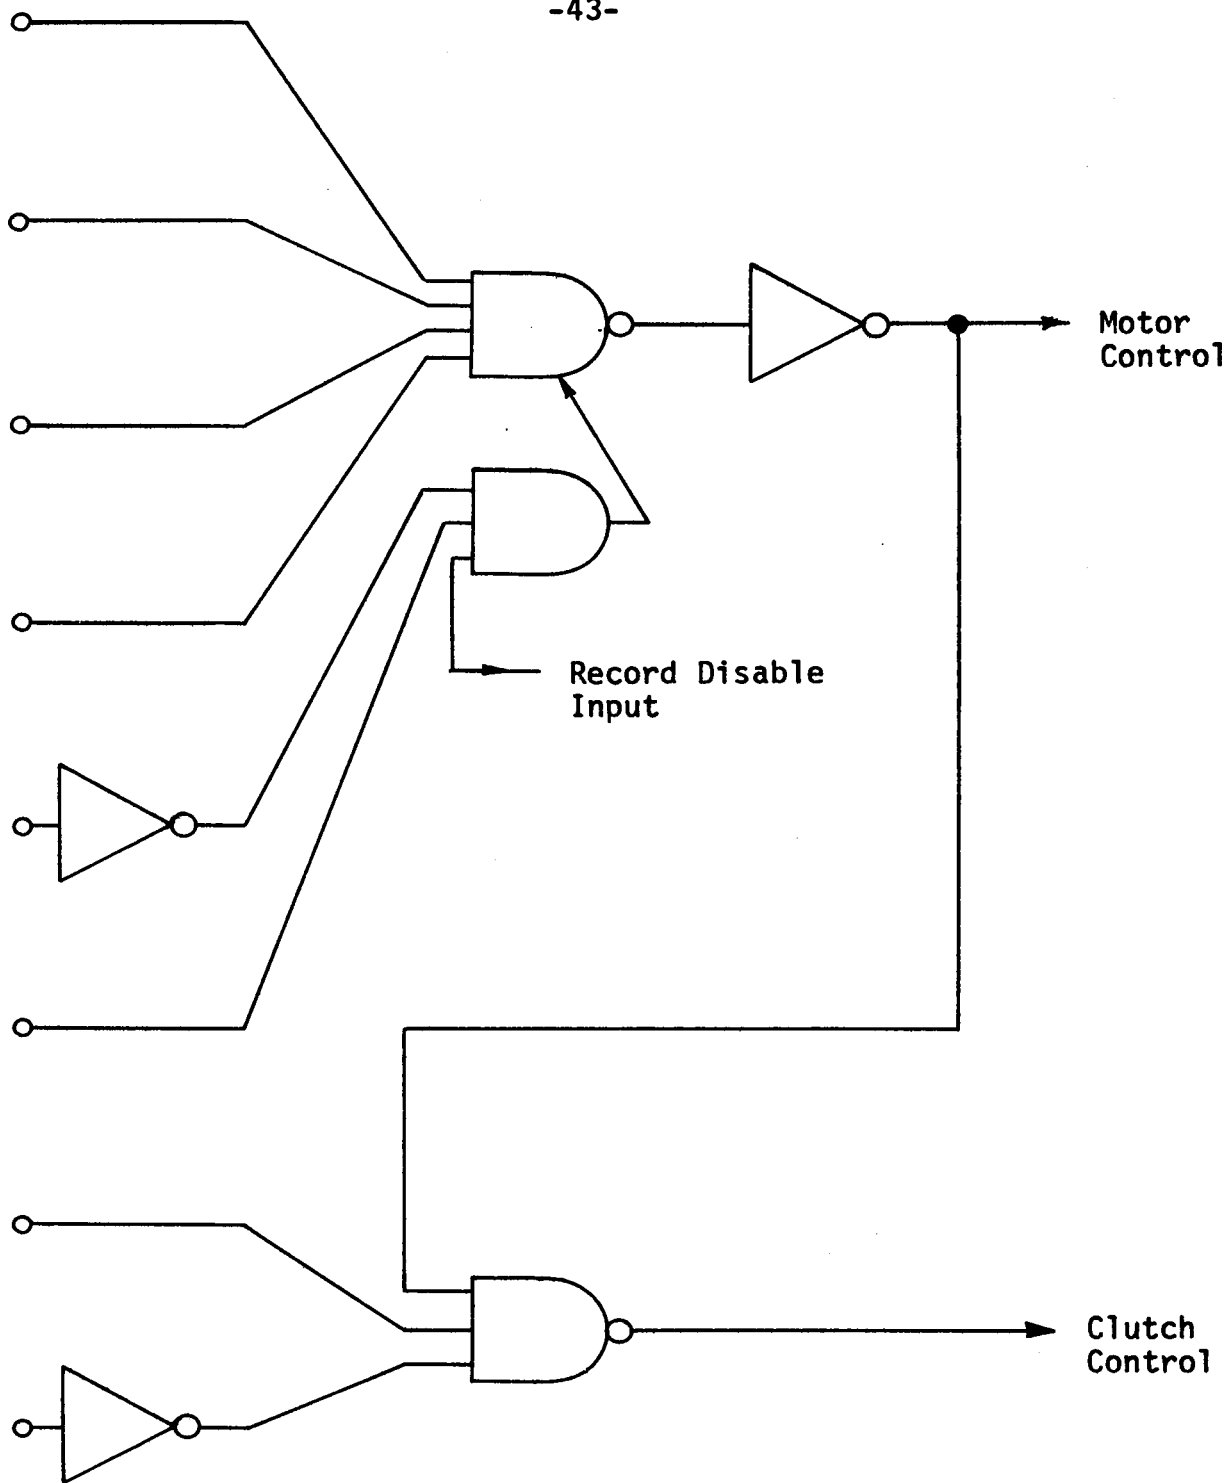 -43-
Motor
Control
Record Disable
Input
Clutch
Control